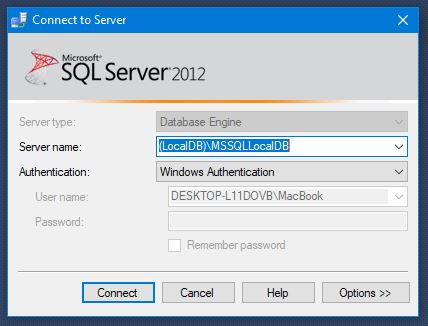 Connect to Server
Microsoft®
SQL Server 2012
Server type: Database Engine
Server name: (LocalDB)\MSSQLLocalDB
Authentication: Windows Authentication
User name: DESKTOP-L11DOVB\MacBook
Password:
Remember password
Connect Cancel Help Options >>